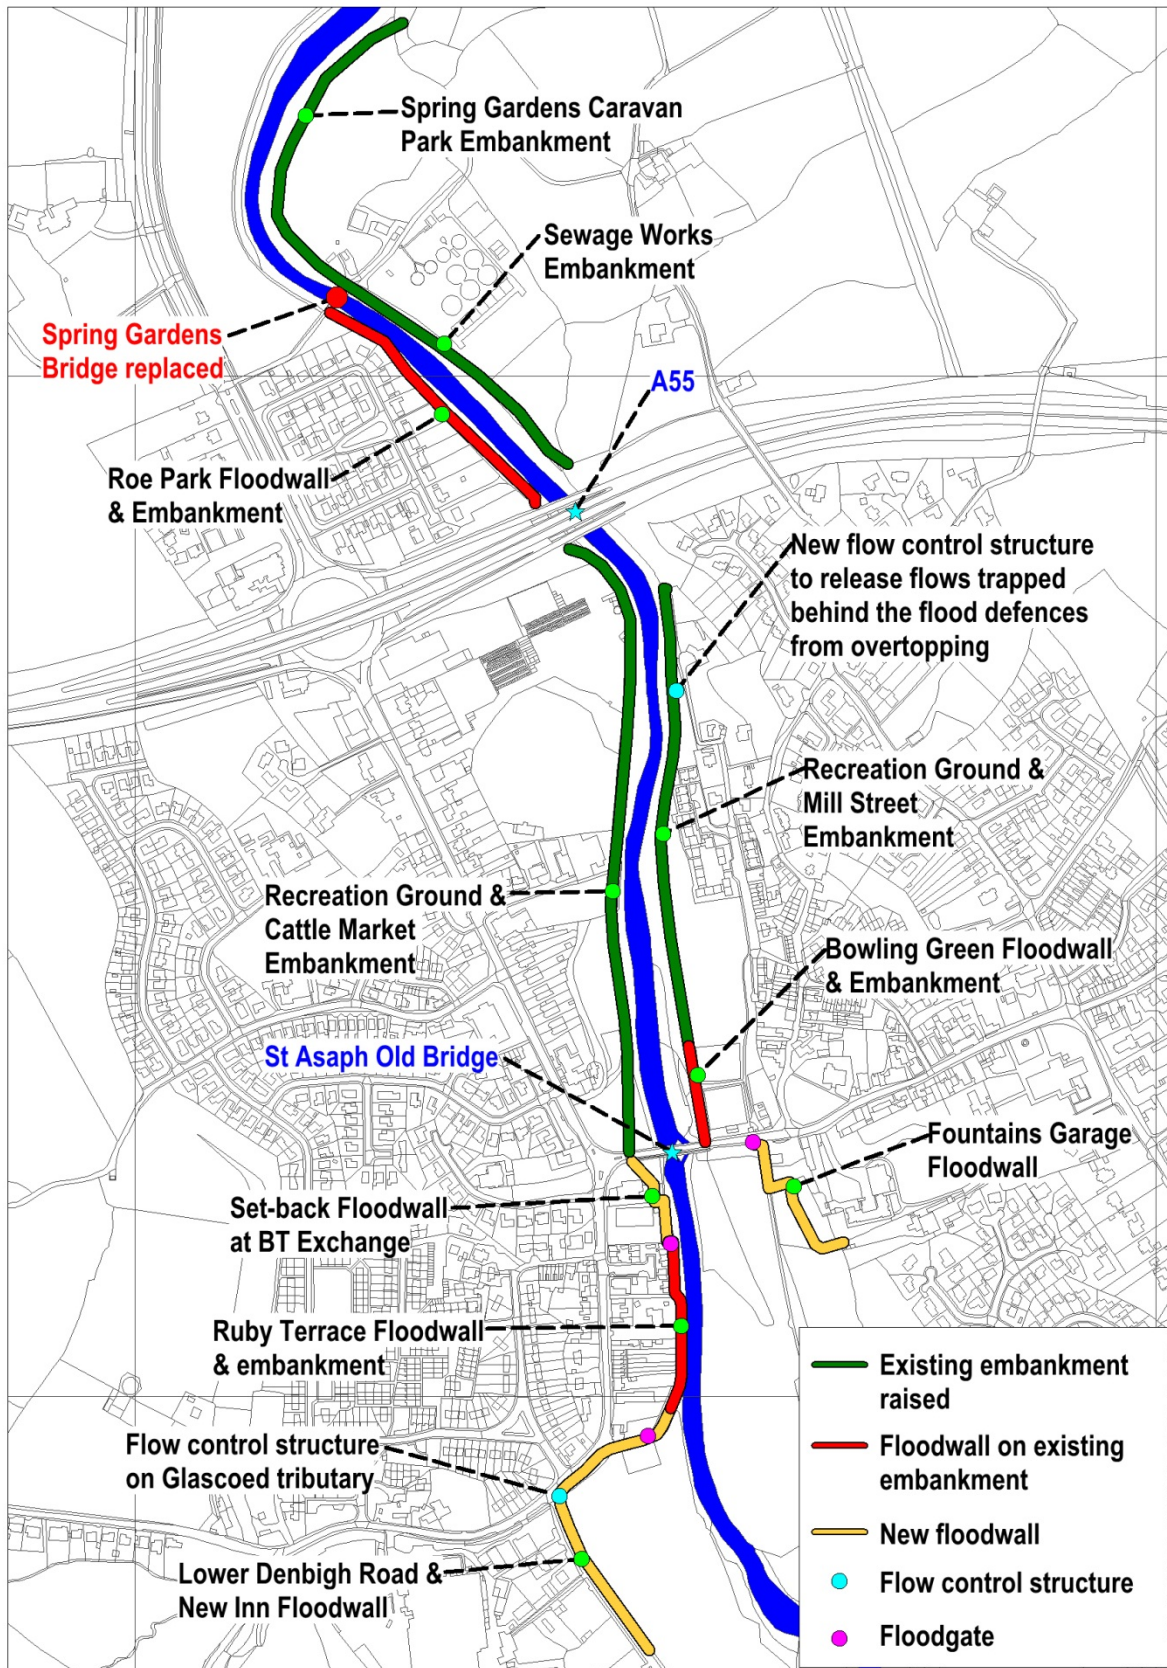 Spring Gardens Caravan
Park Embankment
Sewage Works
Embankment
Spring Gardens
Bridge replaced
A55
Roe Park Floodwall
& Embankment
New flow control structure
to release flows trapped
behind the flood defences
from overtopping
Recreation Ground &
Mill Street
Embankment
Recreation Ground &
Cattle Market
Embankment
Bowling Green Floodwall
& Embankment
St Asaph Old Bridge
Fountains Garage
Floodwall
Set-back Floodwall
at BT Exchange
Ruby Terrace Floodwall
& embankment
Flow control structure
on Glascoed tributary
Lower Denbigh Road &
New Inn Floodwall
Existing embankment
raised
Floodwall on existing
embankment
New floodwall
Flow control structure
Floodgate